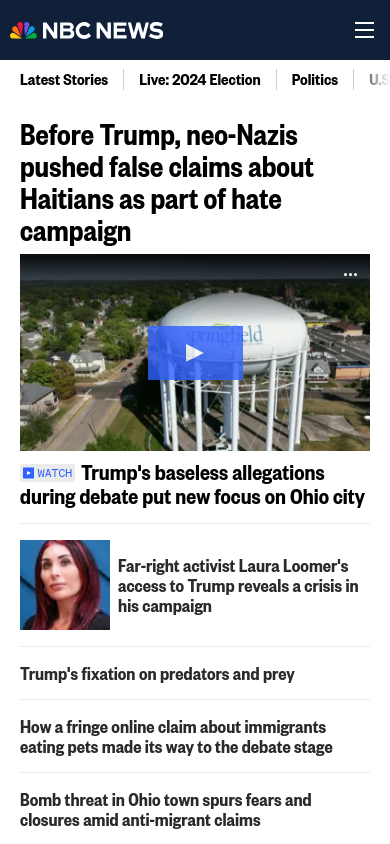 NBC NEWS
Latest Stories
Live: 2024 Election
Politics
U.S
Before Trump, neo-Nazis
pushed false claims about
Haitians as part of hate
campaign
springfield
WATCH Trump's baseless allegations
during debate put new focus on Ohio city
Far-right activist Laura Loomer's
access to Trump reveals a crisis in
his campaign
Trump's fixation on predators and prey
How a fringe online claim about immigrants
eating pets made its way to the debate stage
Bomb threat in Ohio town spurs fears and
closures amid anti-migrant claims